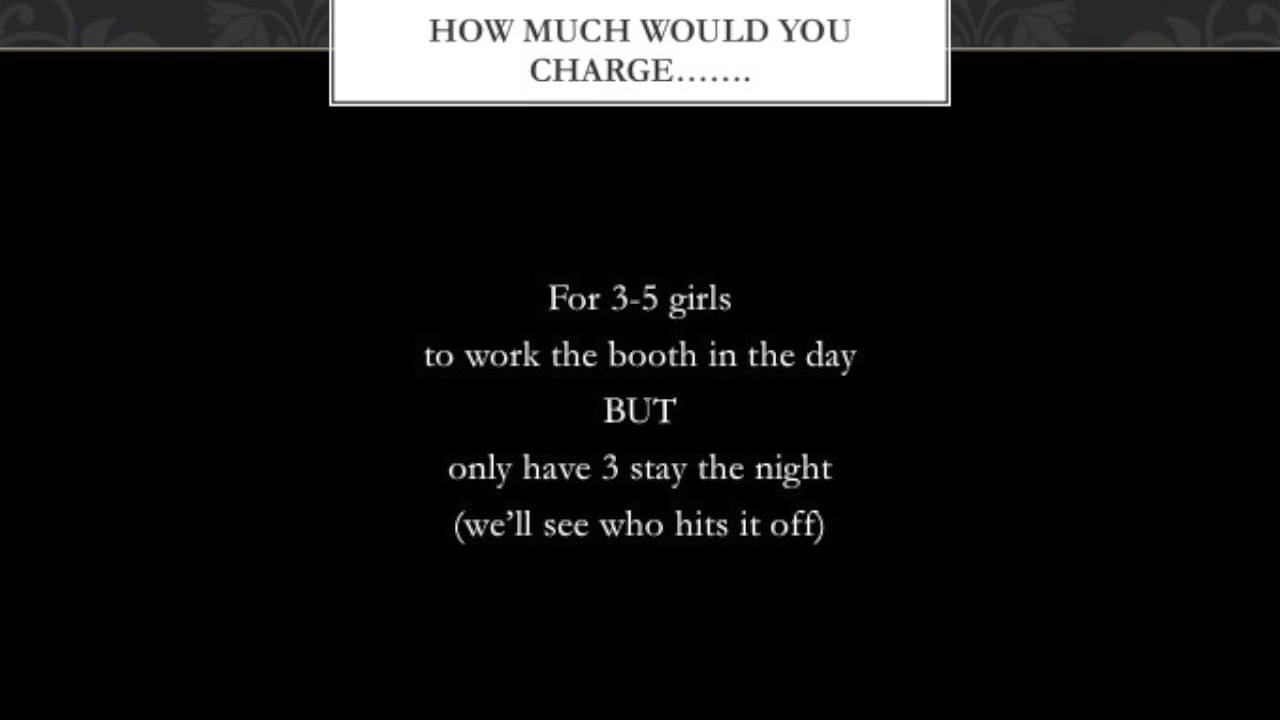 HOW MUCH WOULD YOU
CHARGE.......
For 3-5 girls
to work the booth in the day
BUT
only have 3 stay the night
(we’ll see who hits it off)